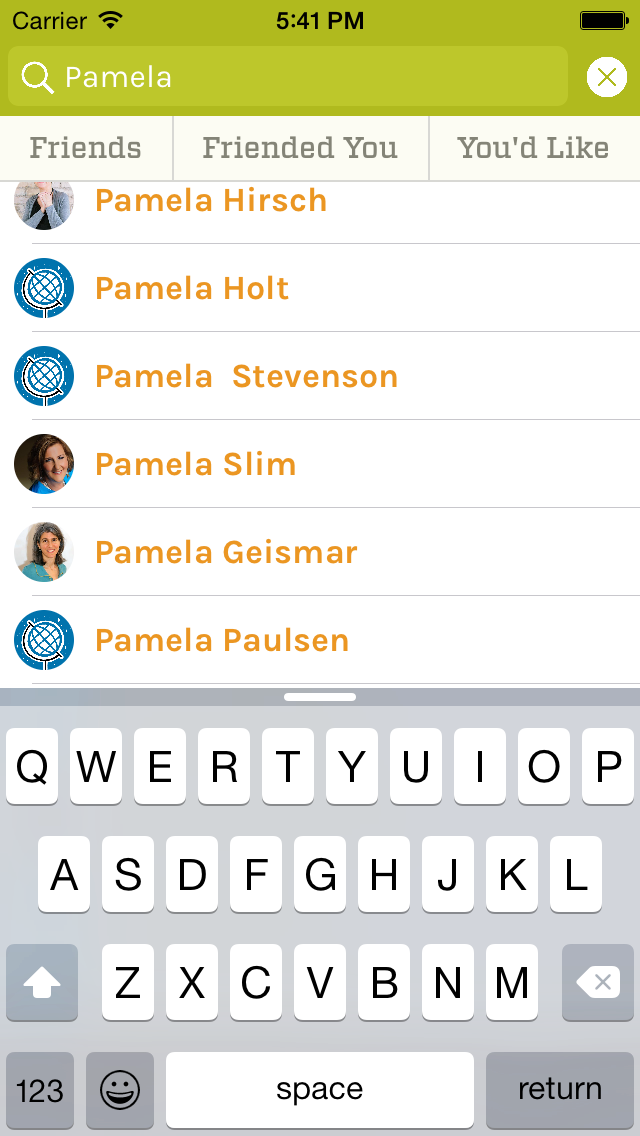 Carrier 5:41 PM
Pamela
Friends Friended You You'd Like
Pamela Hirsch
Pamela Holt
Pamela  Stevenson
Pamela Slim
Pamela Geismar
Pamela Paulsen
Q W E R T Y U I O P
A S D F G H J K L
Z X C V B N M
123 space return